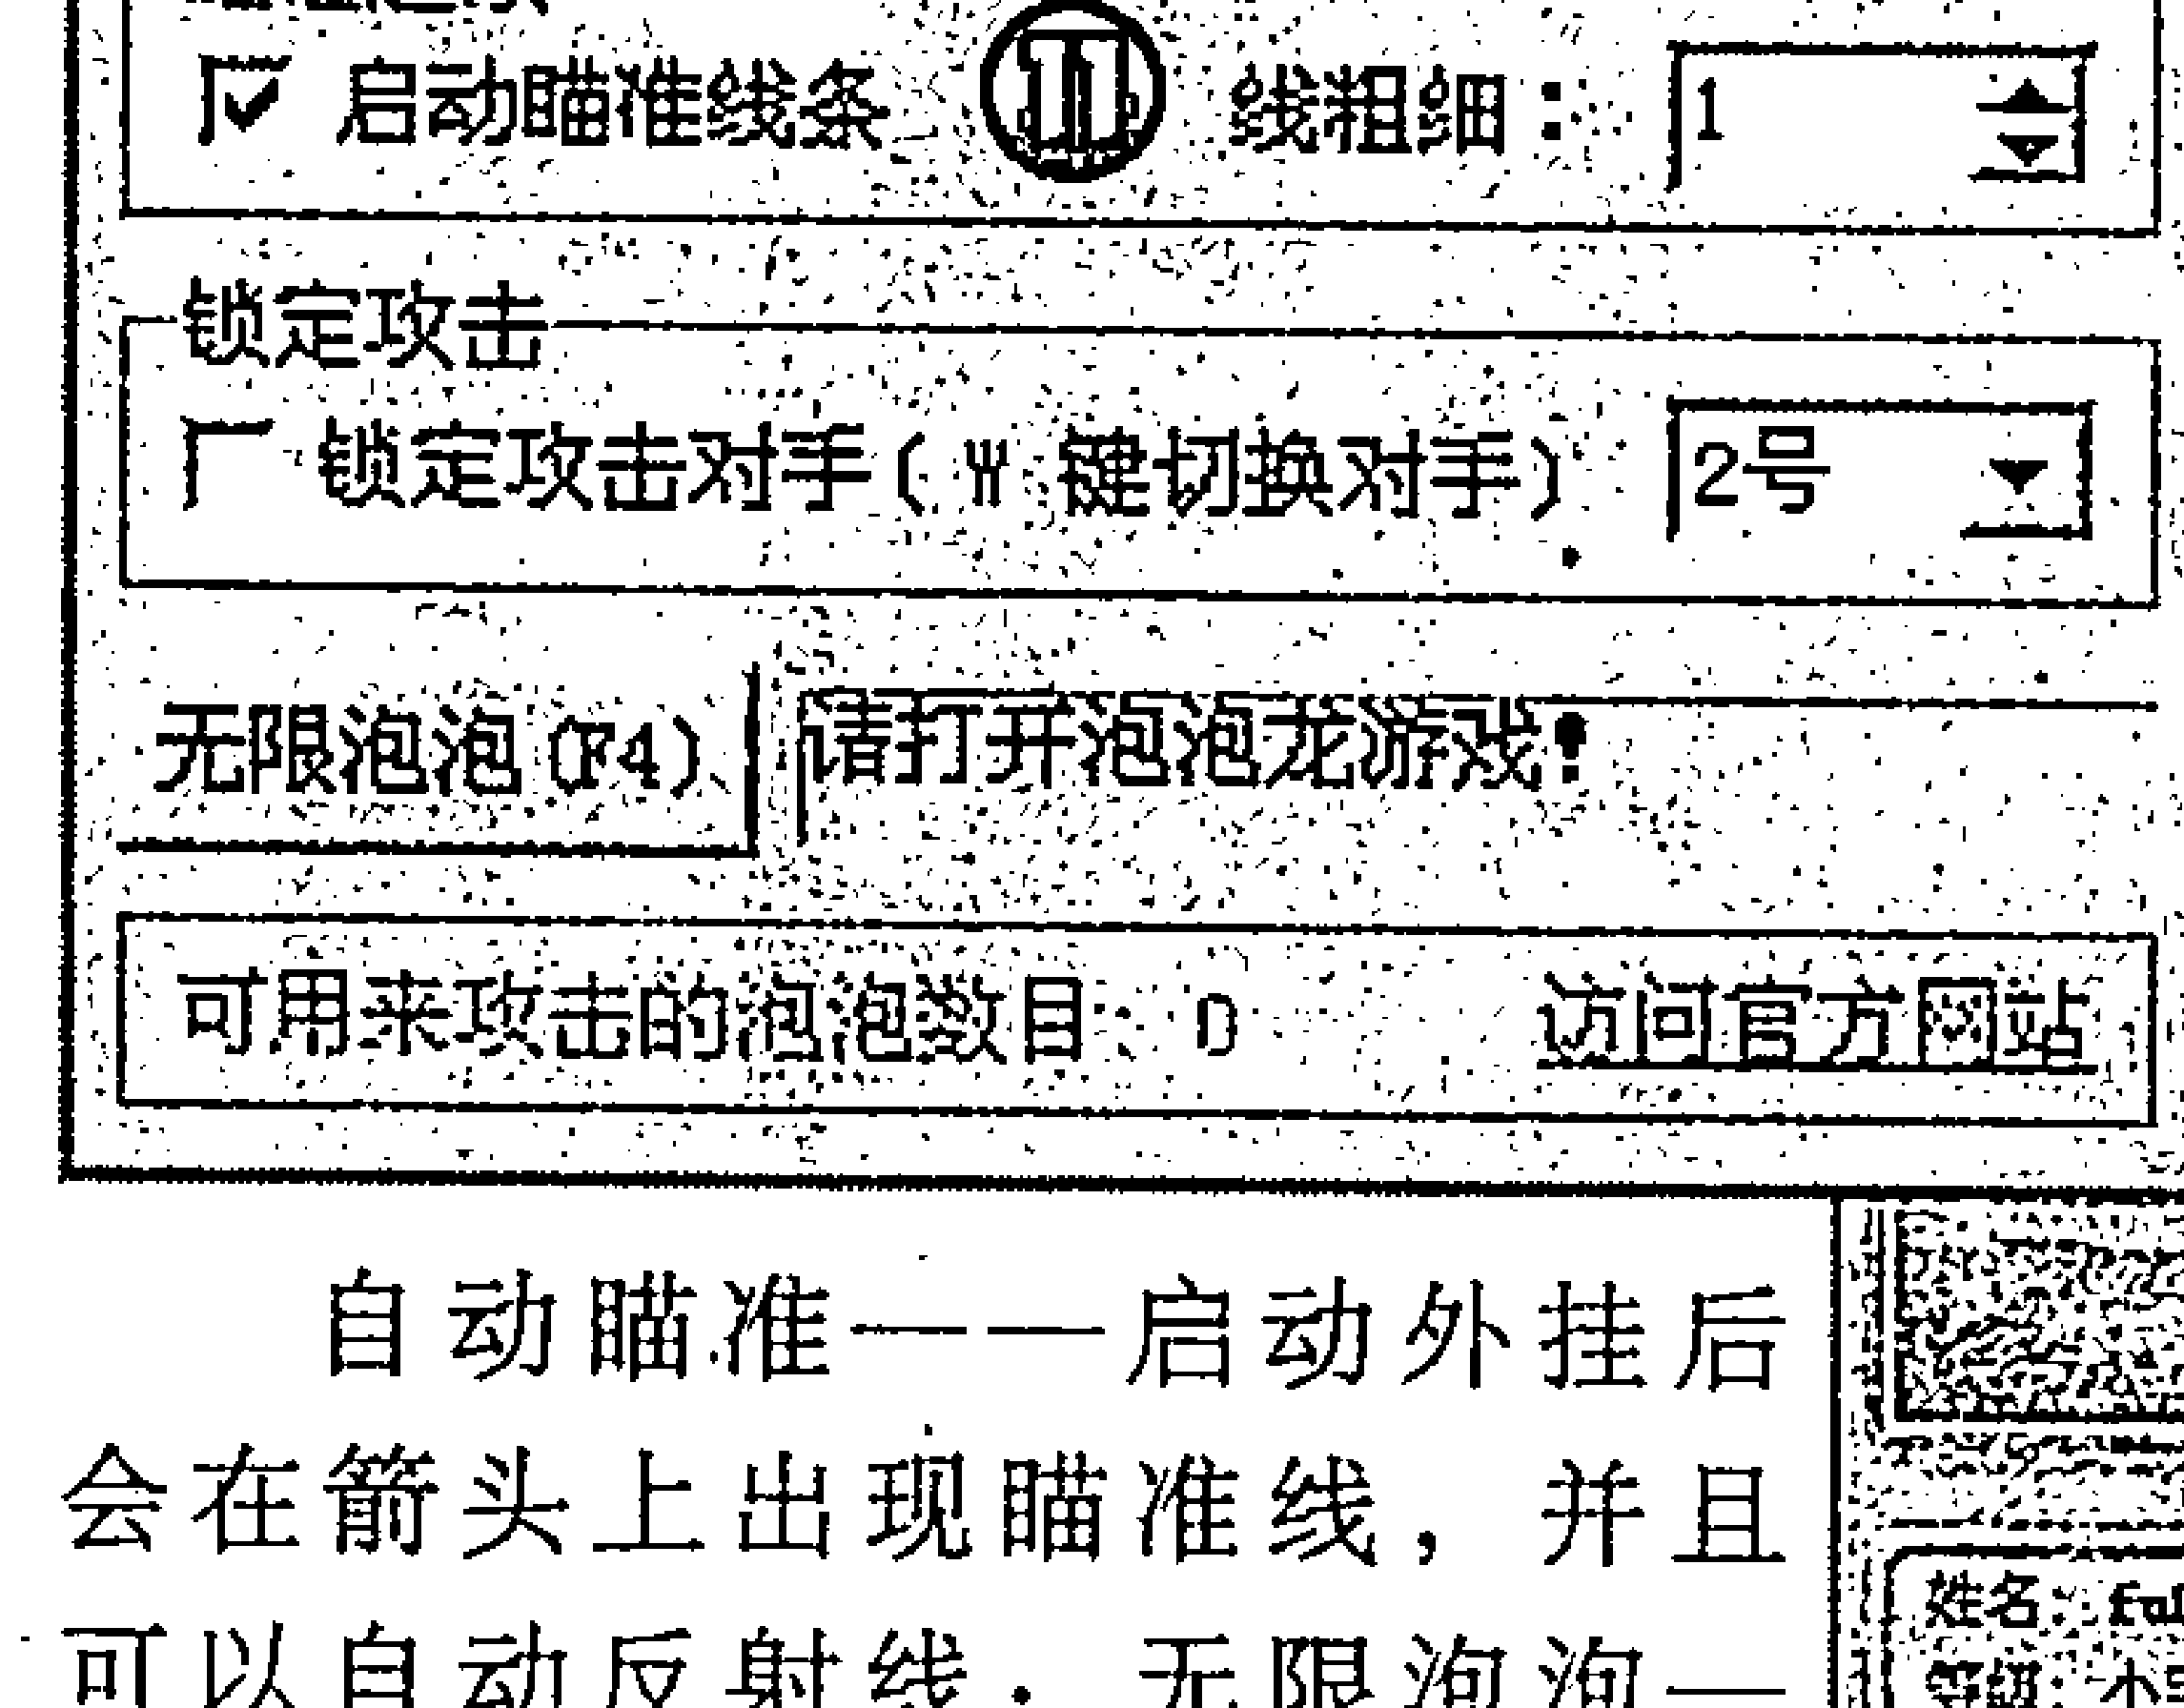 启动瞄准线条 线粗细： 1
锁定攻击
锁定攻击对手( W 键切换对手) 2号
无限泡泡(F4) 请打开泡泡龙游戏!
可用来攻击的泡泡数目: 0 访问官方网站
自动瞄准——启动外挂后
会在箭头上出现瞄准线，并且
可以自动反射线；无限泡泡—
姓名: